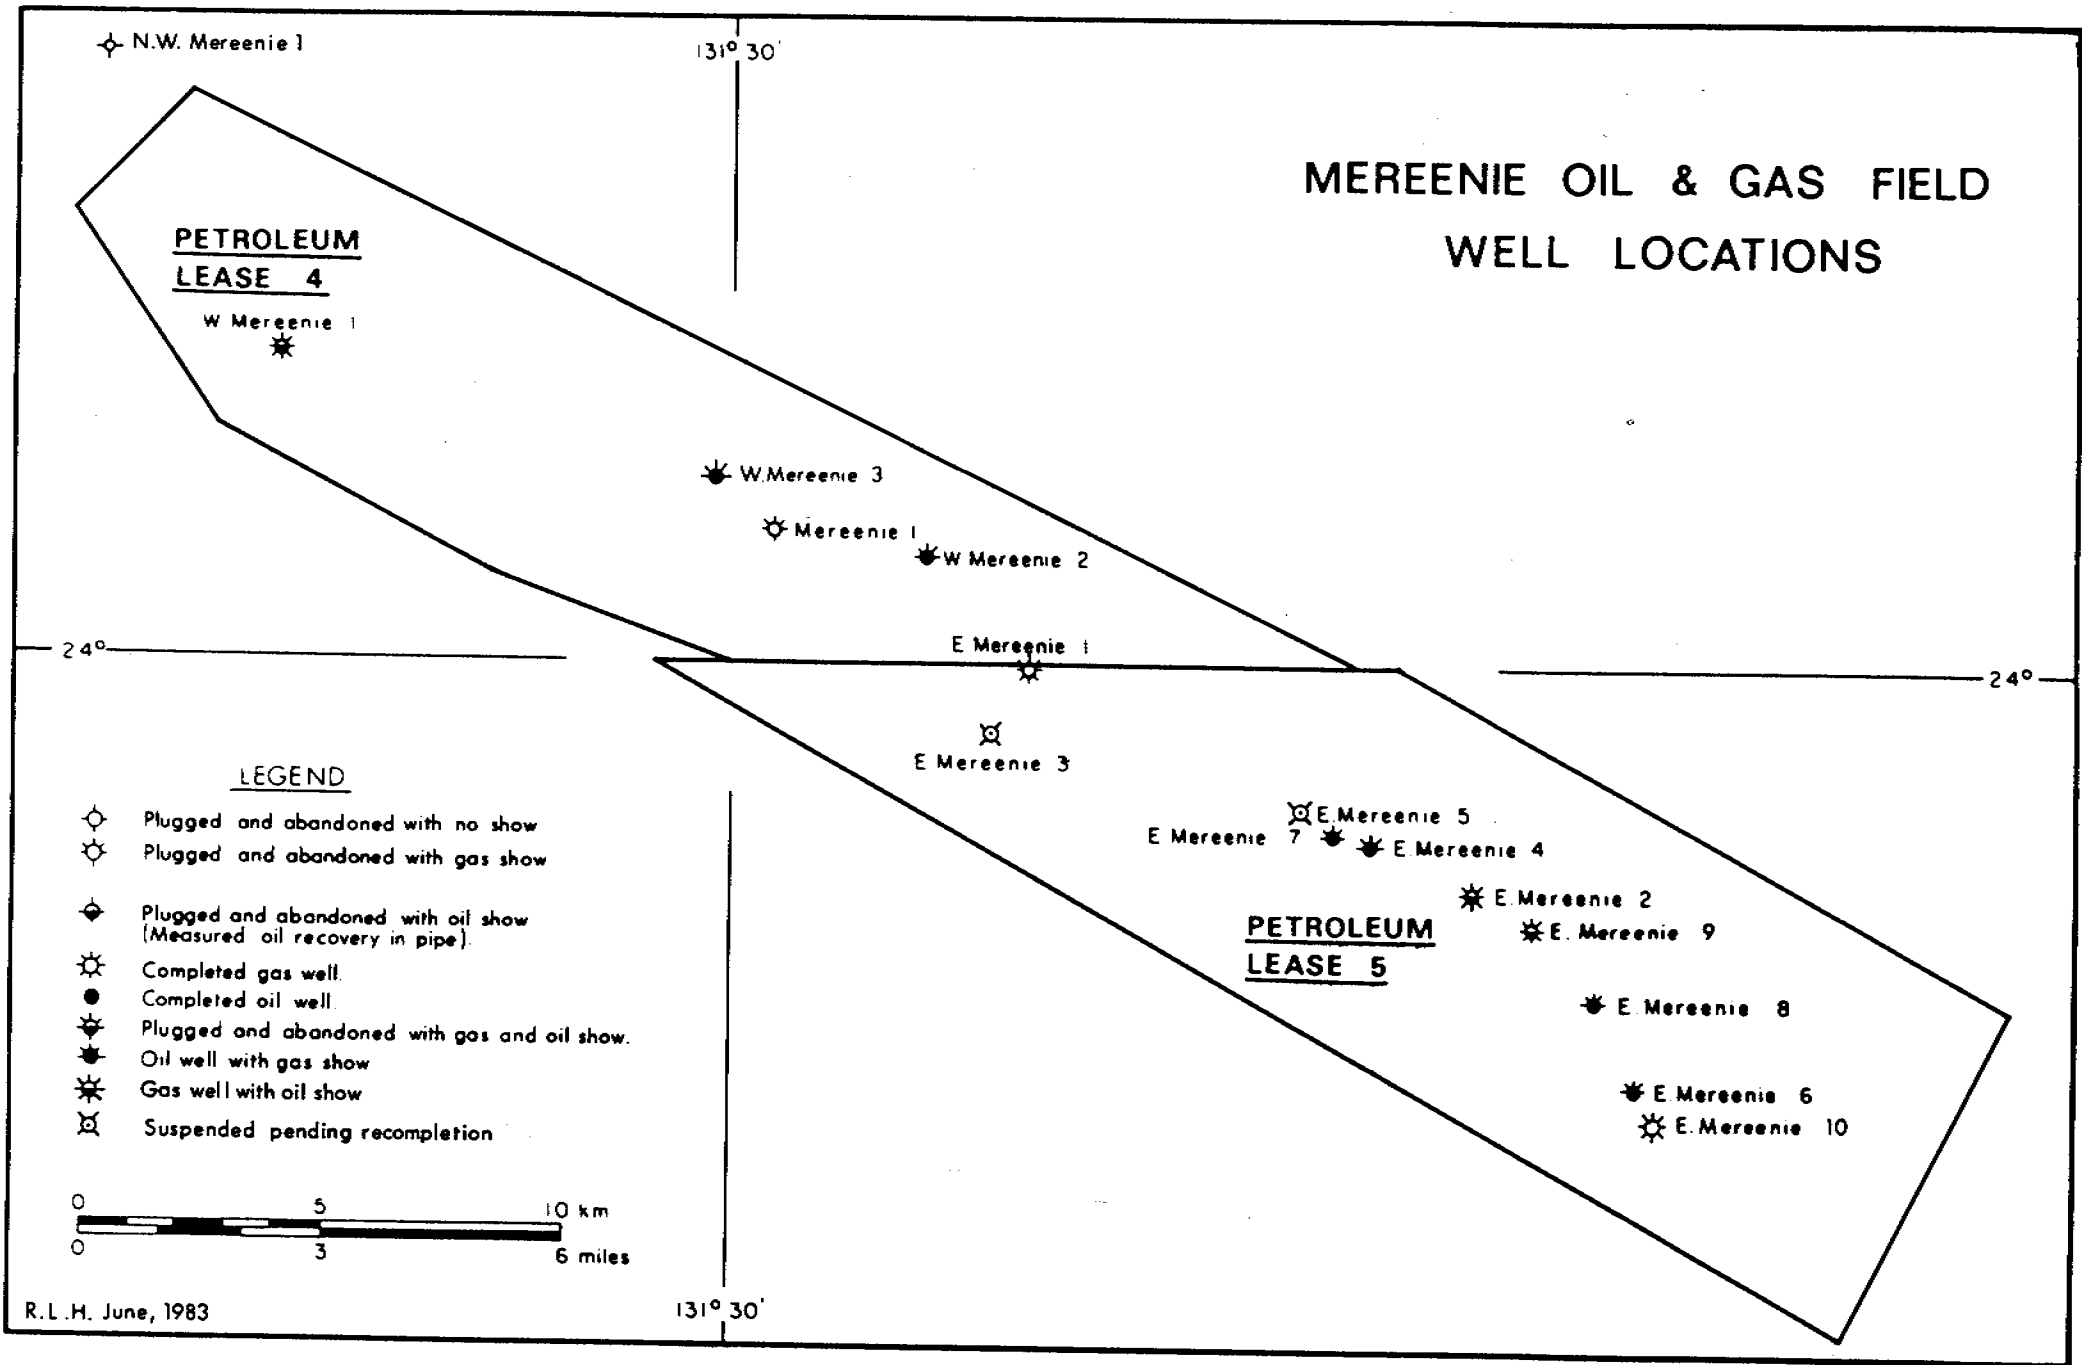 N.W. Mereenie 1
131° 30'
MEREENIE OIL & GAS FIELD
WELL LOCATIONS
PETROLEUM
LEASE 4
W Mereenie 1
W.Mereenie 3
Mereenie 1
W Mereenie 2
E Mereenie 1
24°
24°
E Mereenie 3
E.Mereenie 5
E Mereenie 7
E.Mereenie 4
E.Mereenie 2
E. Mereenie 9
PETROLEUM
LEASE 5
E. Mereenie 8
E.Mereenie 6
E.Mereenie 10
LEGEND
Plugged and abandoned with no show
Plugged and abandoned with gas show
Plugged and abandoned with oil show
(Measured oil recovery in pipe).
Completed gas well.
Completed oil well.
Plugged and abandoned with gas and oil show.
Oil well with gas show
Gas well with oil show
Suspended pending recompletion
0 5 10 km
0 3 6 miles
R.L.H. June, 1983
131° 30'